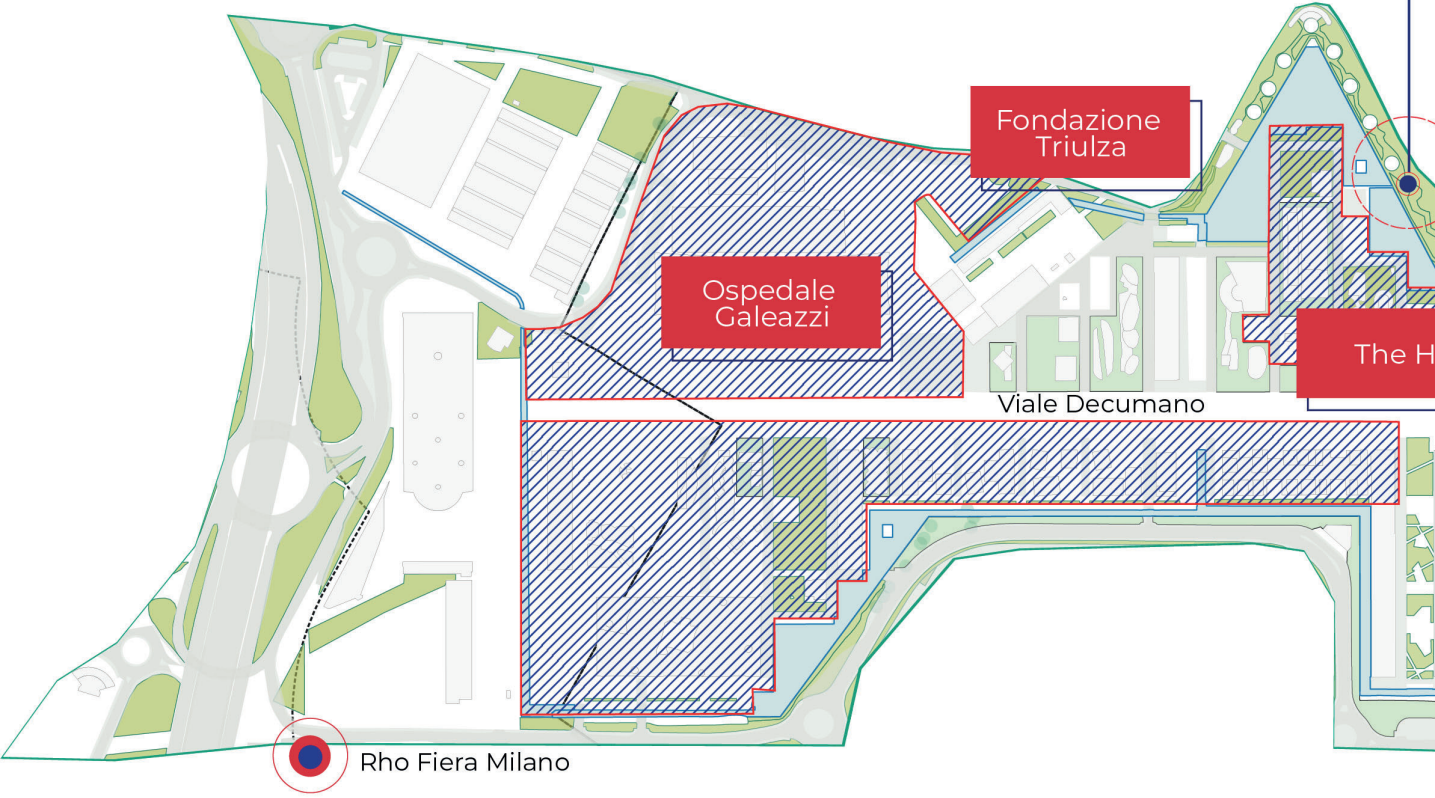 Fondazione
Triulza
Ospedale
Galeazzi
The H
Viale Decumano
Rho Fiera Milano